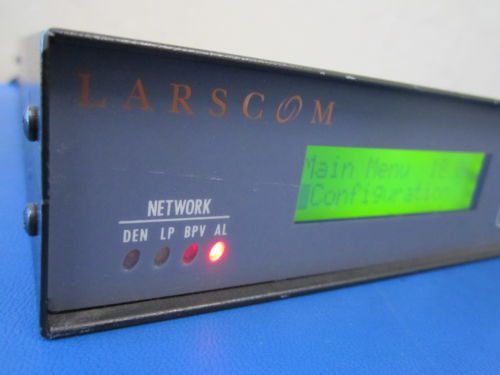 LARSCOM
Main Menu
Configuration
NETWORK
DEN LP BPV AL